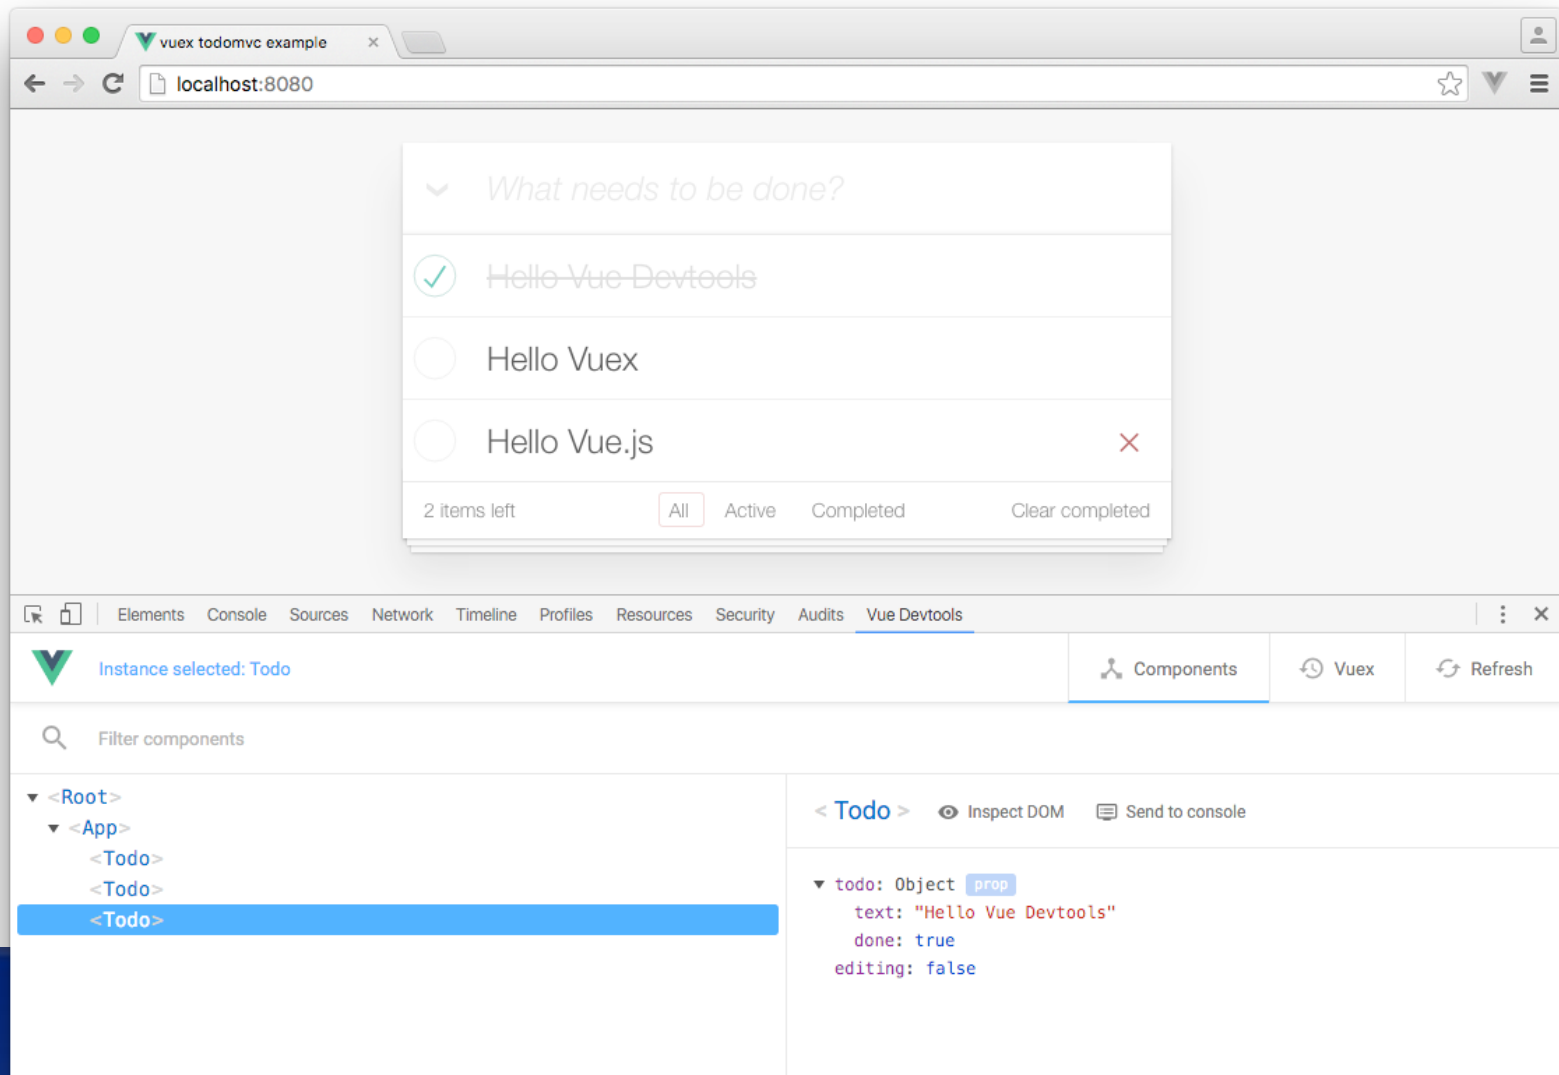 vuex todomvc example
localhost:8080
What needs to be done?
Hello Vue Devtools
Hello Vuex
Hello Vue.js
2 items left All Active Completed Clear completed
Elements Console Sources Network Timeline Profiles Resources Security Audits Vue Devtools
Instance selected: Todo Components Vuex Refresh
Filter components
<Root>
<App>
<Todo>
<Todo>
<Todo>
< Todo > Inspect DOM Send to console
todo: Object prop
text: "Hello Vue Devtools"
done: true
editing: false